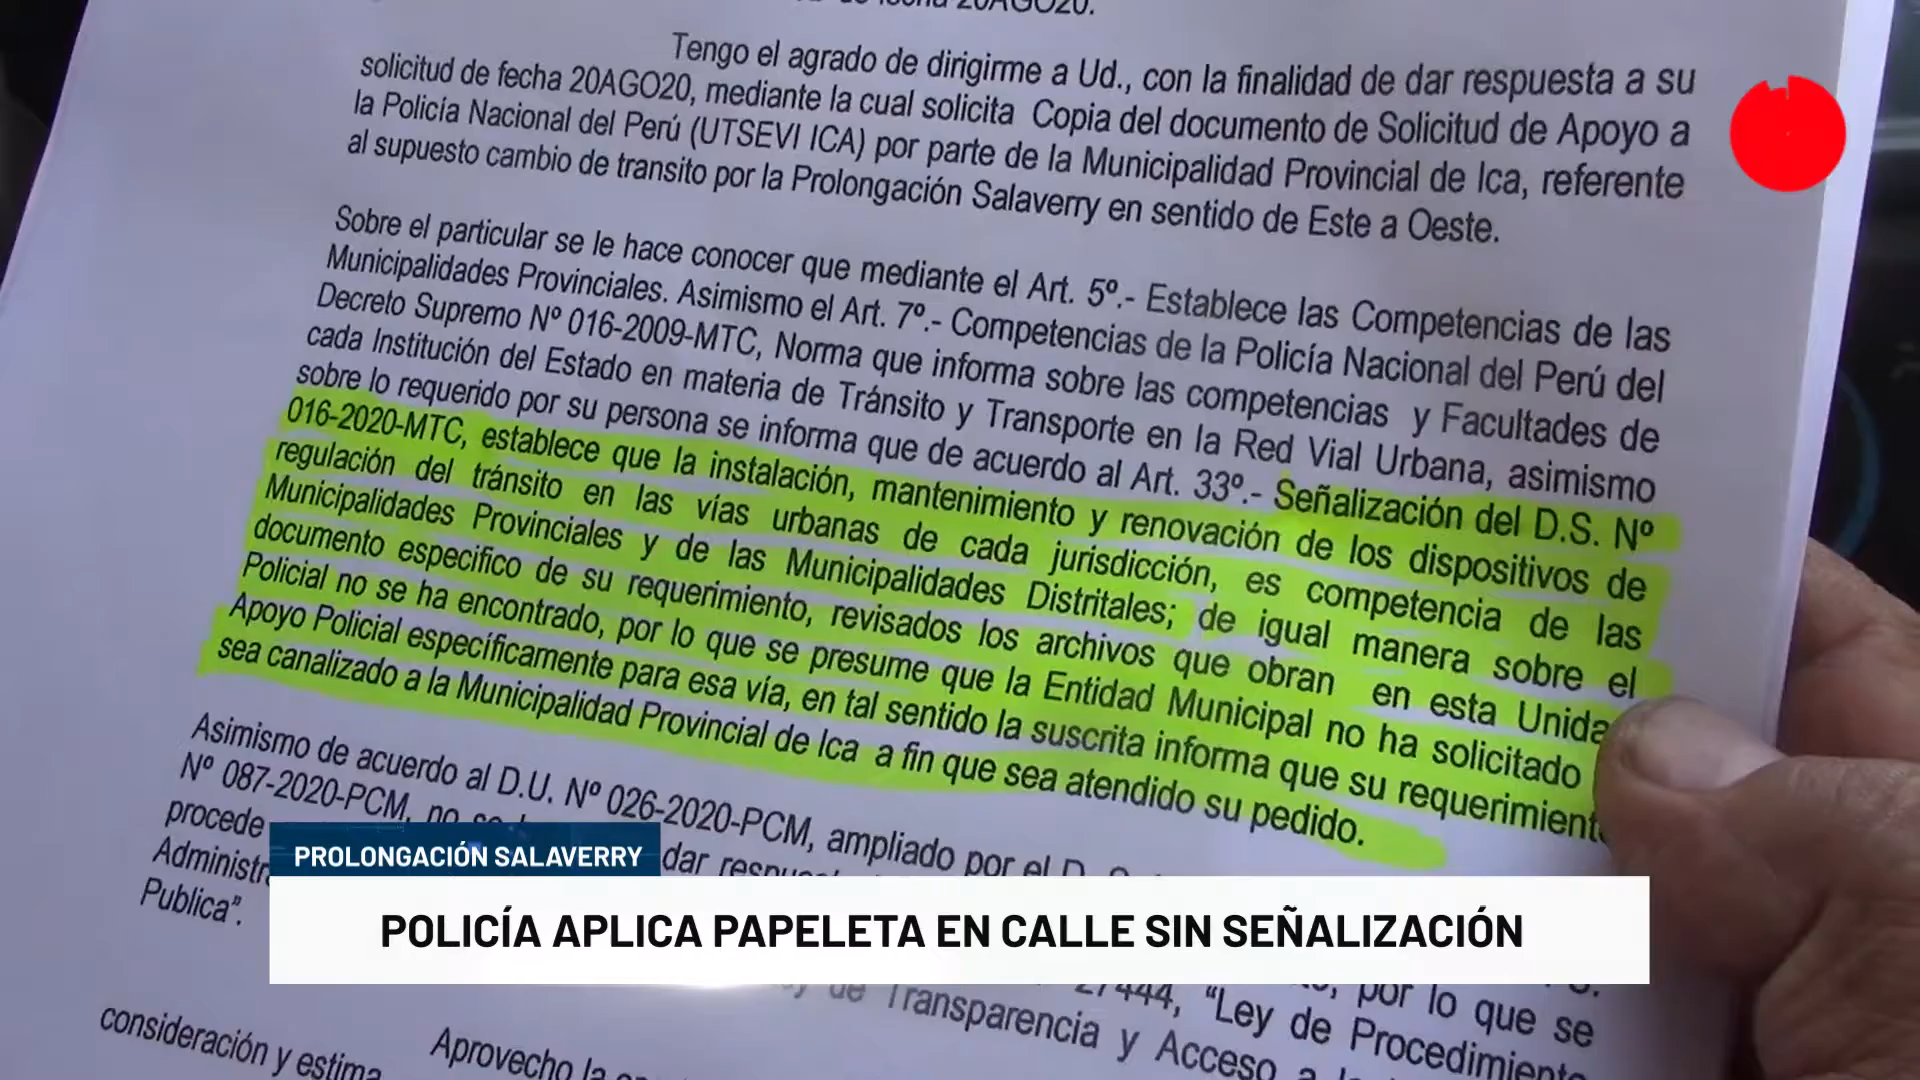 de fecha 20AGO20.
Tengo el agrado de dirigirme a Ud., con la finalidad de dar respuesta a su
solicitud de fecha 20AGO20, mediante la cual solicita Copia del documento de Solicitud de Apoyo a
la Policía Nacional del Perú (UTSEVI ICA) por parte de la Municipalidad Provincial de Ica, referente
al supuesto cambio de transito por la Prolongación Salaverry en sentido de Este a Oeste.
Sobre el particular se le hace conocer que mediante el Art. 5º.- Establece las Competencias de las
Municipalidades Provinciales. Asimismo el Art. 7º.- Competencias de la Policía Nacional del Perú del
Decreto Supremo Nº 016-2009-MTC, Norma que informa sobre las competencias y Facultades de
cada Institución del Estado en materia de Tránsito y Transporte en la Red Vial Urbana, asimismo
sobre lo requerido por su persona se informa que de acuerdo al Art. 33º.- Señalización del D.S. Nº
016-2020-MTC, establece que la instalación, mantenimiento y renovación de los dispositivos de
regulación del tránsito en las vías urbanas de cada jurisdicción, es competencia de las
Municipalidades Provinciales y de las Municipalidades Distritales; de igual manera sobre el
documento especifico de su requerimiento, revisados los archivos que obran en esta Unida
Policial no se ha encontrado, por lo que se presume que la Entidad Municipal no ha solicitado
Apoyo Policial específicamente para esa vía, en tal sentido la suscrita informa que su requerimient
sea canalizado a la Municipalidad Provincial de Ica a fin que sea atendido su pedido.
Asimismo de acuerdo al D.U. Nº 026-2020-PCM, ampliado por el D.
Nº 087-2020-PCM, no se
procede dar por lo que se
Administr 27444, “Ley de Procedimient
Publica”. de Transparencia y Acceso a
Aprovecho la
consideración y estima
PROLONGACIÓN SALAVERRY
POLICÍA APLICA PAPELETA EN CALLE SIN SEÑALIZACIÓN